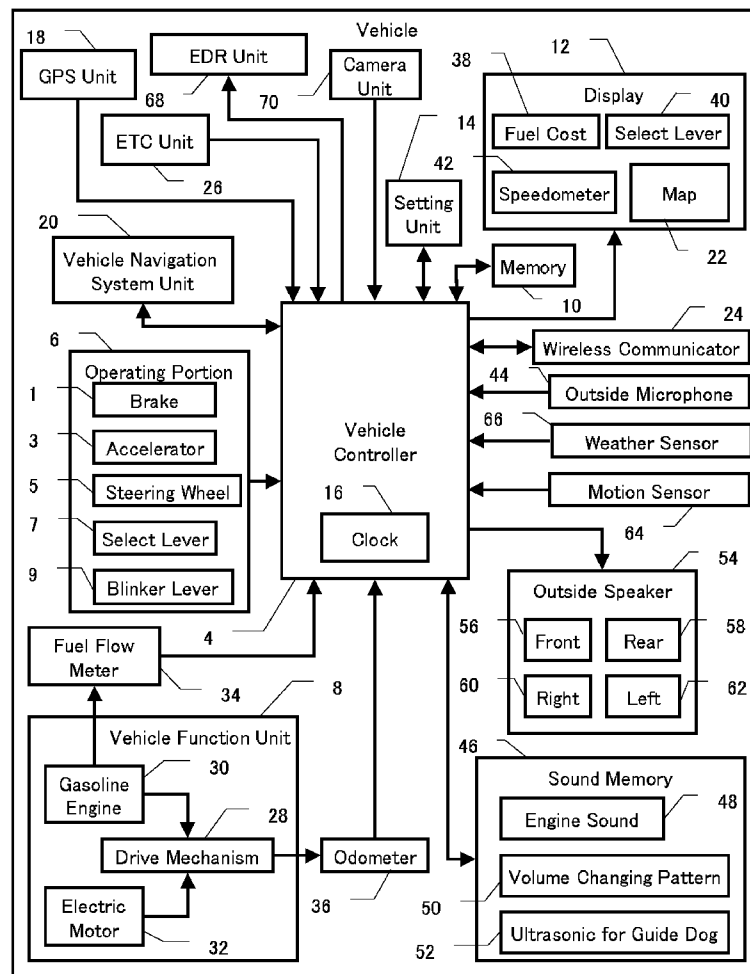 Vehicle
18
GPS Unit
EDR Unit
68
70
Camera
Unit
12
38
Display
40
Fuel Cost
Select Lever
14
Speedometer
Map
22
ETC Unit
26
42
Setting
Unit
20
Vehicle Navigation
System Unit
Memory
10
24
Wireless Communicator
44
Outside Microphone
66
Weather Sensor
Motion Sensor
64
6
Operating Portion
1
Brake
3
Accelerator
5
Steering Wheel
7
Select Lever
9
Blinker Lever
Vehicle
Controller
16
Clock
4
54
Outside Speaker
56
Front
Rear
58
60
Right
Left
62
Fuel Flow
Meter
34
8
Vehicle Function Unit
Gasoline
Engine
30
28
Drive Mechanism
Electric
Motor
32
Odometer
36
46
Sound Memory
Engine Sound
48
Volume Changing Pattern
50
Ultrasonic for Guide Dog
52